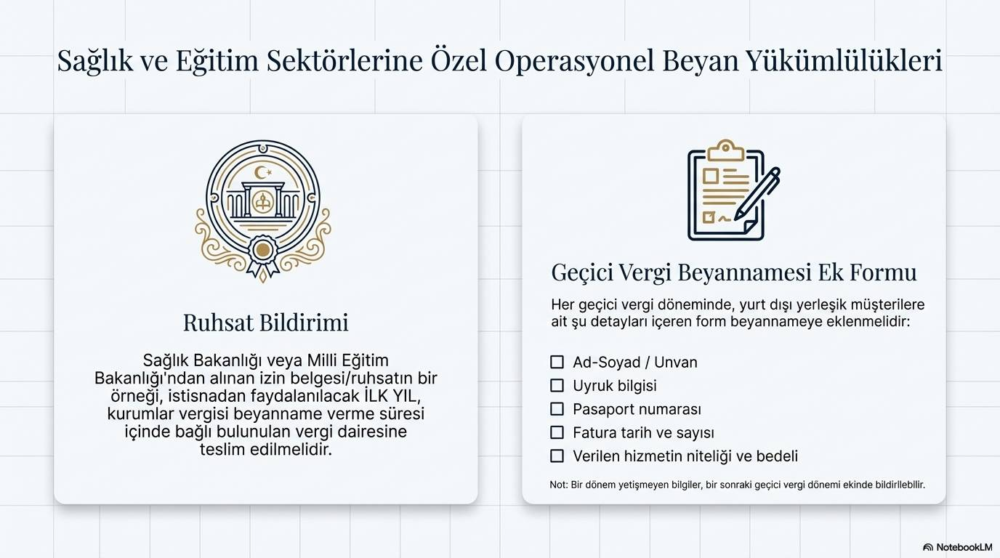 Sağlık ve Eğitim Sektörlerine Özel Operasyonel Beyan Yükümlülükleri
Ruhsat Bildirimi
Sağlık Bakanlığı veya Milli Eğitim
Bakanlığı'ndan alınan izin belgesi/ruhsatın bir
örneği, istisnadan faydalanılacak İLK YIL,
kurumlar vergisi beyanname verme süresi
içinde bağlı bulunulan vergi dairesine
teslim edilmelidir.
Geçici Vergi Beyannamesi Ek Formu
Her geçici vergi döneminde, yurt dışı yerleşik müşterilere
ait şu detayları içeren form beyannameye eklenmelidir:
Ad-Soyad / Unvan
Uyruk bilgisi
Pasaport numarası
Fatura tarih ve sayısı
Verilen hizmetin niteliği ve bedeli
Not: Bir dönem yetişmeyen bilgiler, bir sonraki geçici vergi dönemi ekinde bildirllebllir.
NotebookLM